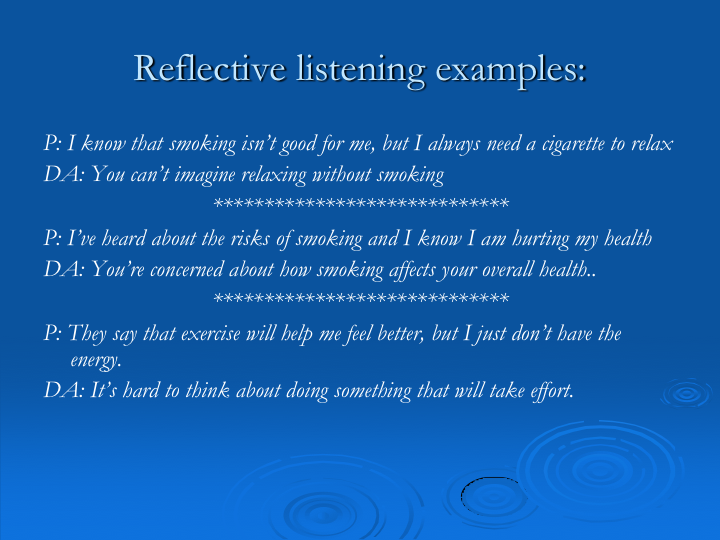 Reflective listening examples:
P: I know that smoking isn’t good for me, but I always need a cigarette to relax
DA: You can’t imagine relaxing without smoking
*****************************
P: I’ve heard about the risks of smoking and I know I am hurting my health
DA: You’re concerned about how smoking affects your overall health..
*****************************
P: They say that exercise will help me feel better, but I just don’t have the
energy.
DA: It’s hard to think about doing something that will take effort.